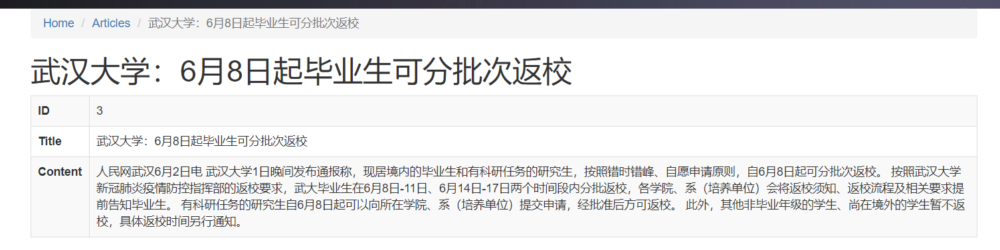 Home / Articles / 武汉大学：6月8日起毕业生可分批次返校
武汉大学：6月8日起毕业生可分批次返校
ID 3
Title 武汉大学：6月8日起毕业生可分批次返校
Content 人民网武汉6月2日电 武汉大学1日晚间发布通报称，现居境内的毕业生和有科研任务的研究生，按照错时错峰、自愿申请原则，自6月8日起可分批次返校。 按照武汉大学
新冠肺炎疫情防控指挥部的返校要求，武大毕业生在6月8日-11日、6月14日-17日两个时间段内分批返校，各学院、系（培养单位）会将返校须知、返校流程及相关要求提
前告知毕业生。 有科研任务的研究生自6月8日起可以向所在学院、系（培养单位）提交申请，经批准后方可返校。 此外，其他非毕业年级的学生、尚在境外的学生暂不返
校，具体返校时间另行通知。